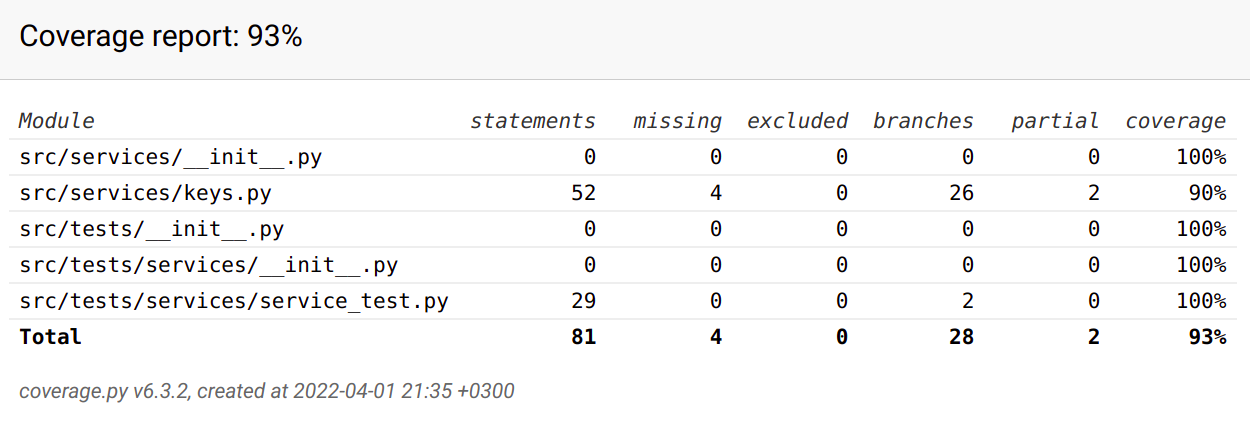 Coverage report: 93%
Module statements missing excluded branches partial coverage
src/services/__init__.py 0 0 0 0 0 100%
src/services/keys.py 52 4 0 26 2 90%
src/tests/__init__.py 0 0 0 0 0 100%
src/tests/services/__init__.py 0 0 0 0 0 100%
src/tests/services/service_test.py 29 0 0 2 0 100%
Total 81 4 0 28 2 93%
coverage.py v6.3.2, created at 2022-04-01 21:35 +0300